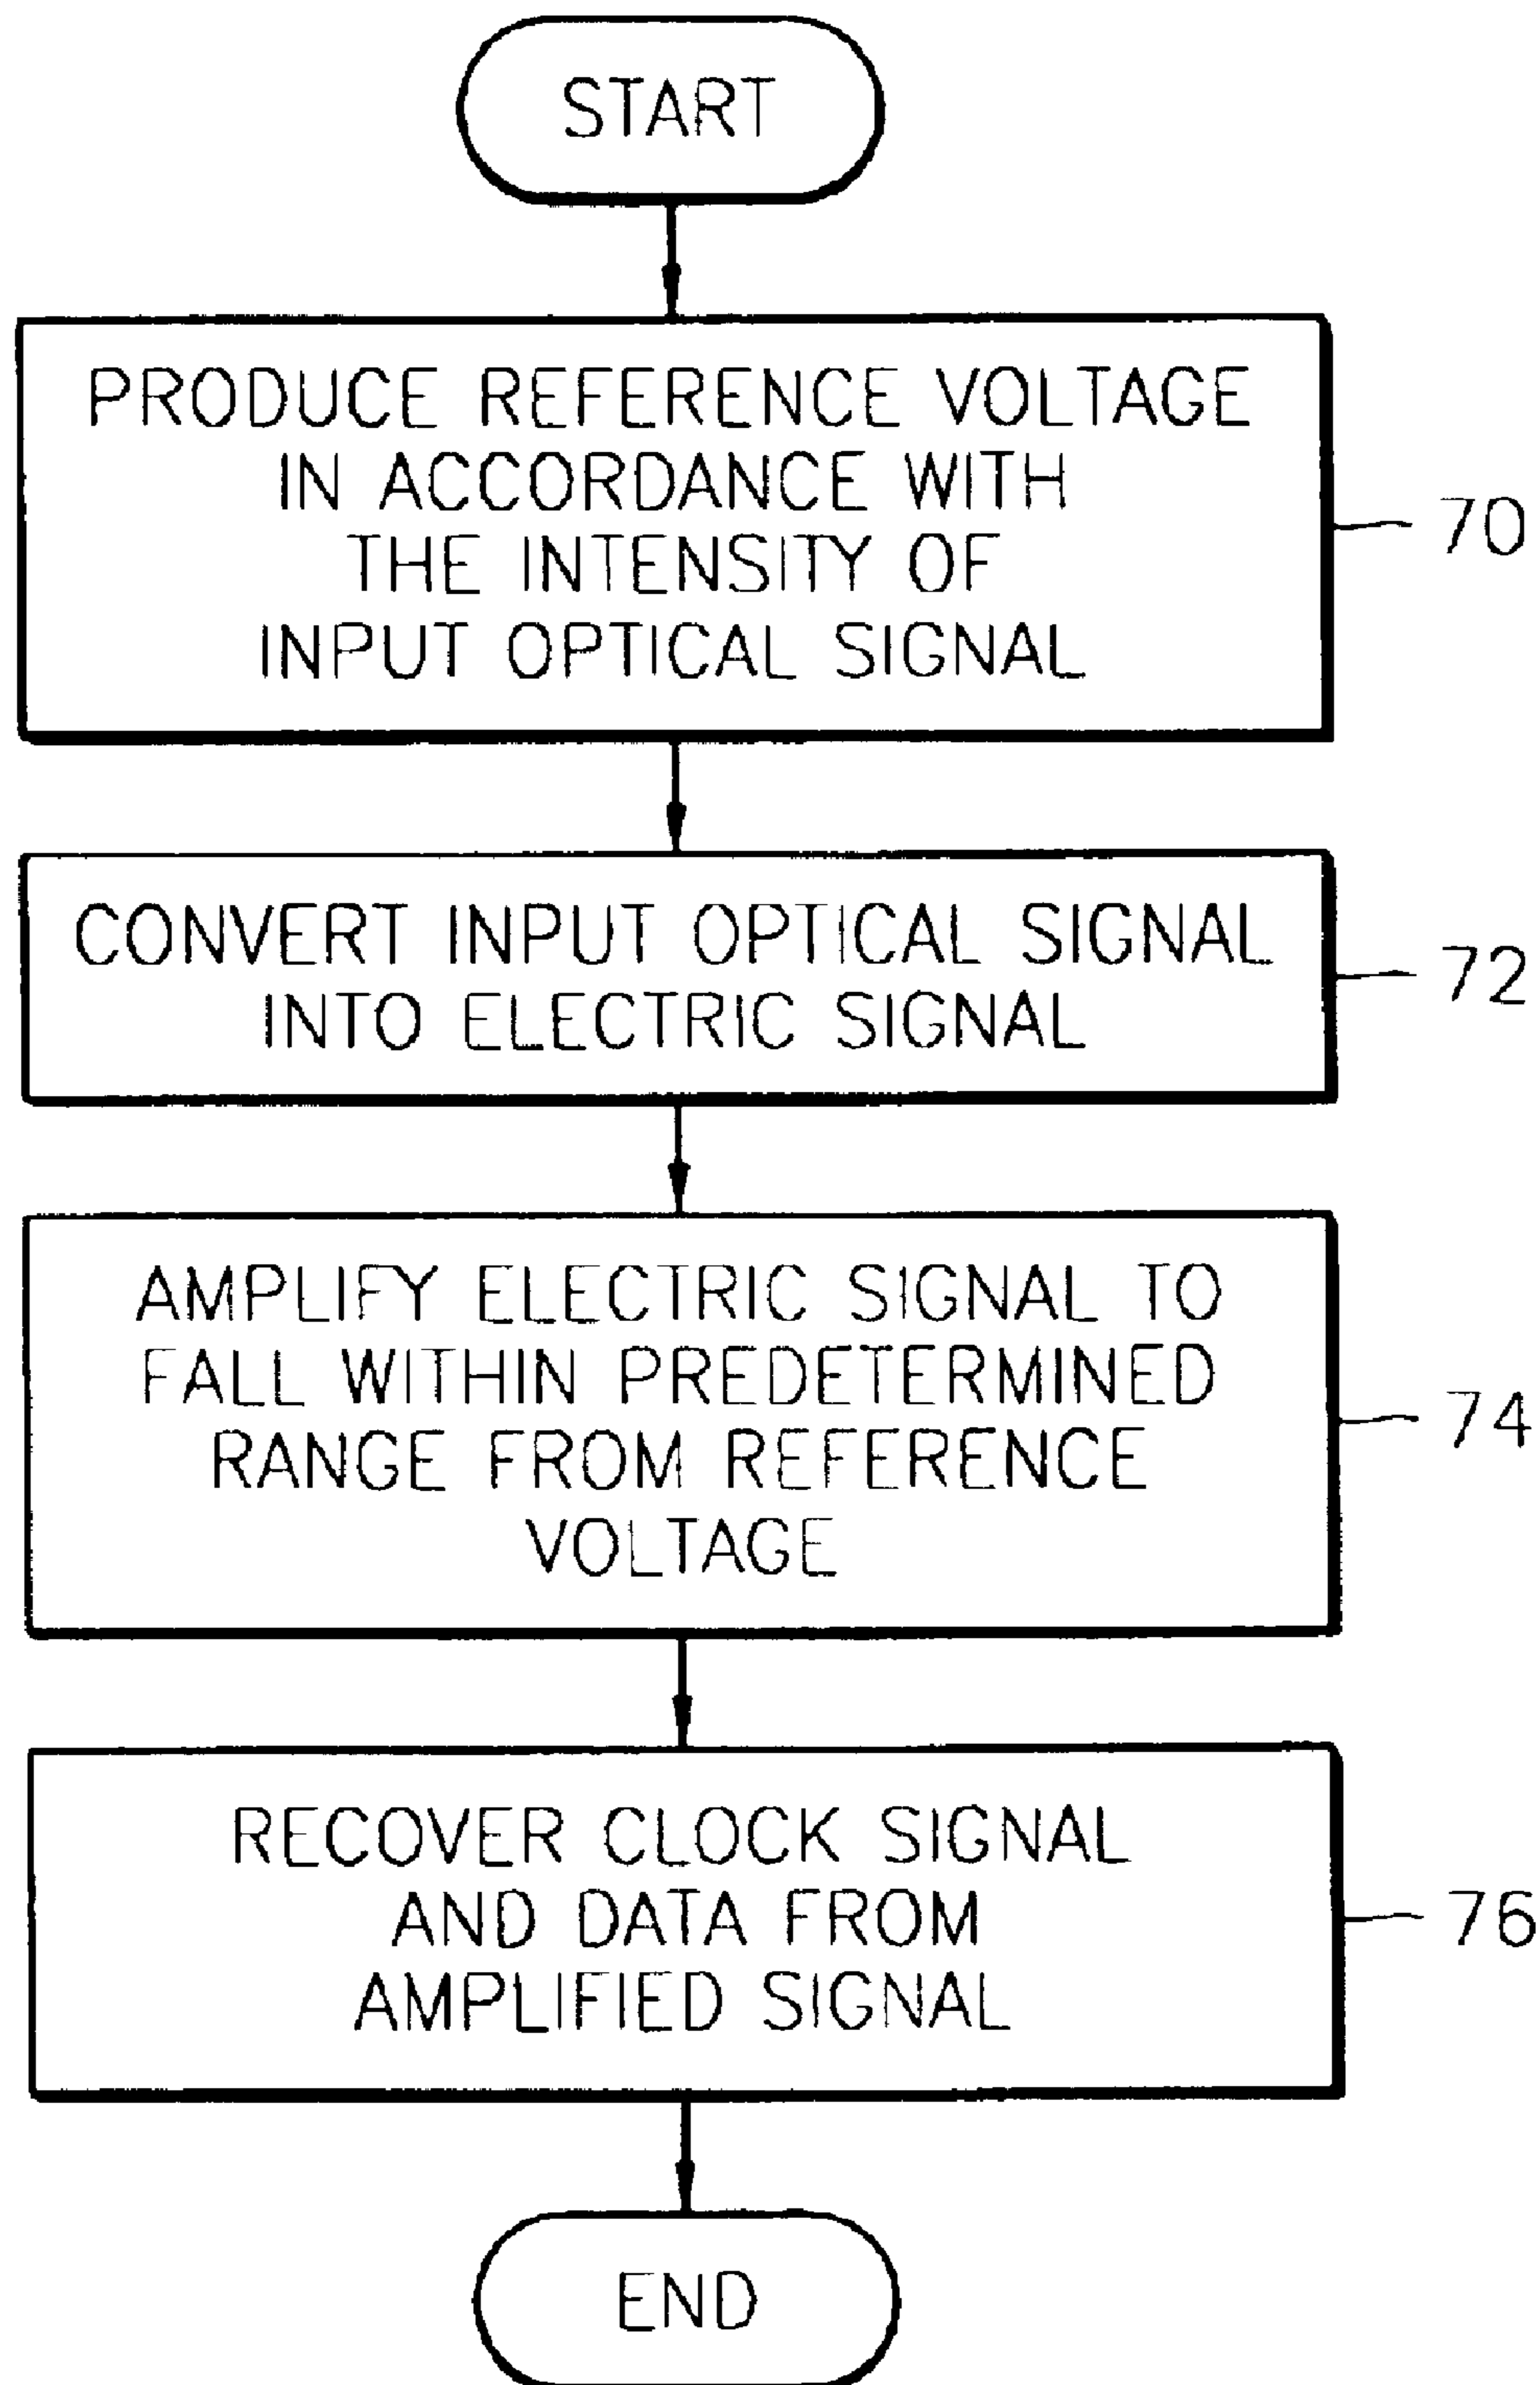 START
PRODUCE REFERENCE VOLTAGE
IN ACCORDANCE WITH
THE INTENSITY OF
INPUT OPTICAL SIGNAL
70
CONVERT INPUT OPTICAL SIGNAL
INTO ELECTRIC SIGNAL
72
AMPLIFY ELECTRIC SIGNAL TO
FALL WITHIN PREDETERMINED
RANGE FROM REFERENCE
VOLTAGE
74
RECOVER CLOCK SIGNAL
AND DATA FROM
AMPLIFIED SIGNAL
76
END